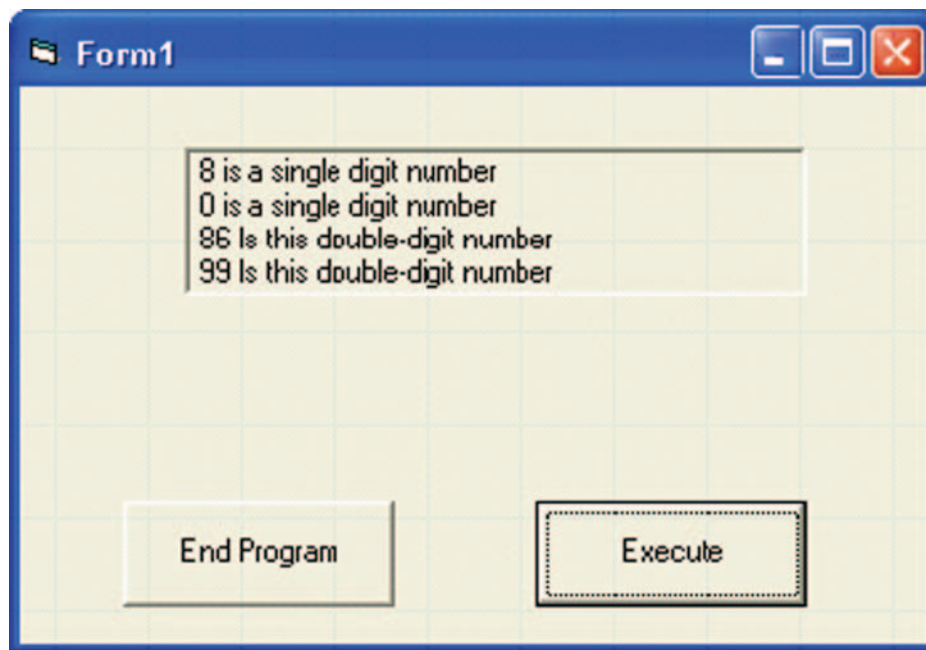 Form1
8 is a single digit number
0 is a single digit number
86 Is this double-digit number
99 Is this double-digit number
End Program
Execute